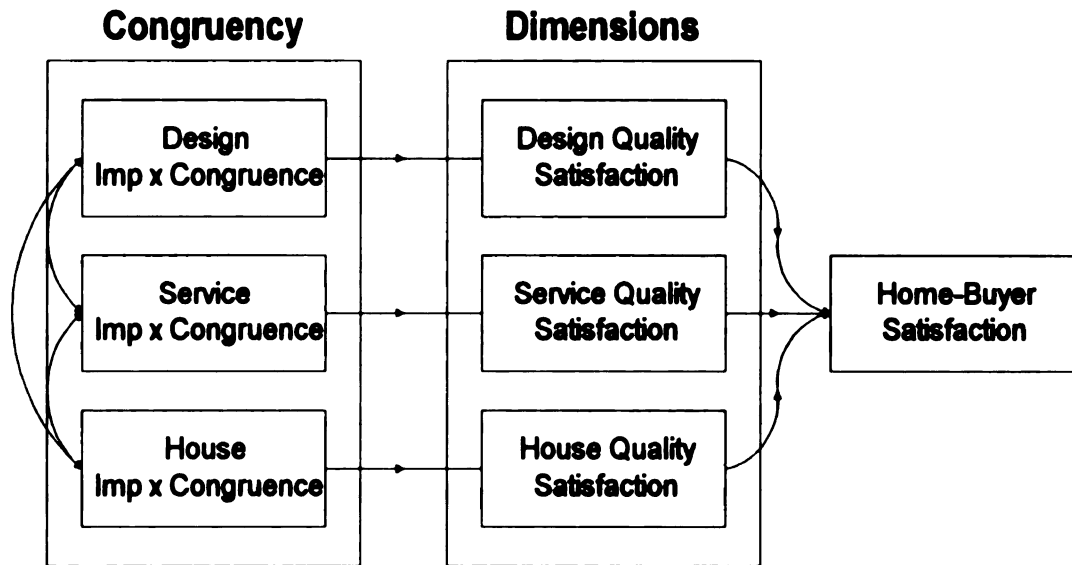 Congruency
Dimensions
Design
Imp x Congruence
Design Quality
Satisfaction
Service
Imp x Congruence
Service Quality
Satisfaction
Home-Buyer
Satisfaction
House
Imp x Congruence
House Quality
Satisfaction